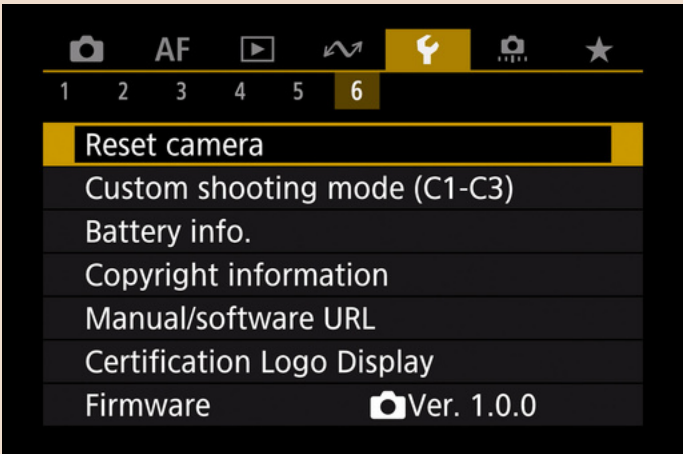 AF
1 2 3 4 5 6
Reset camera
Custom shooting mode (C1-C3)
Battery info.
Copyright information
Manual/software URL
Certification Logo Display
Firmware Ver. 1.0.0